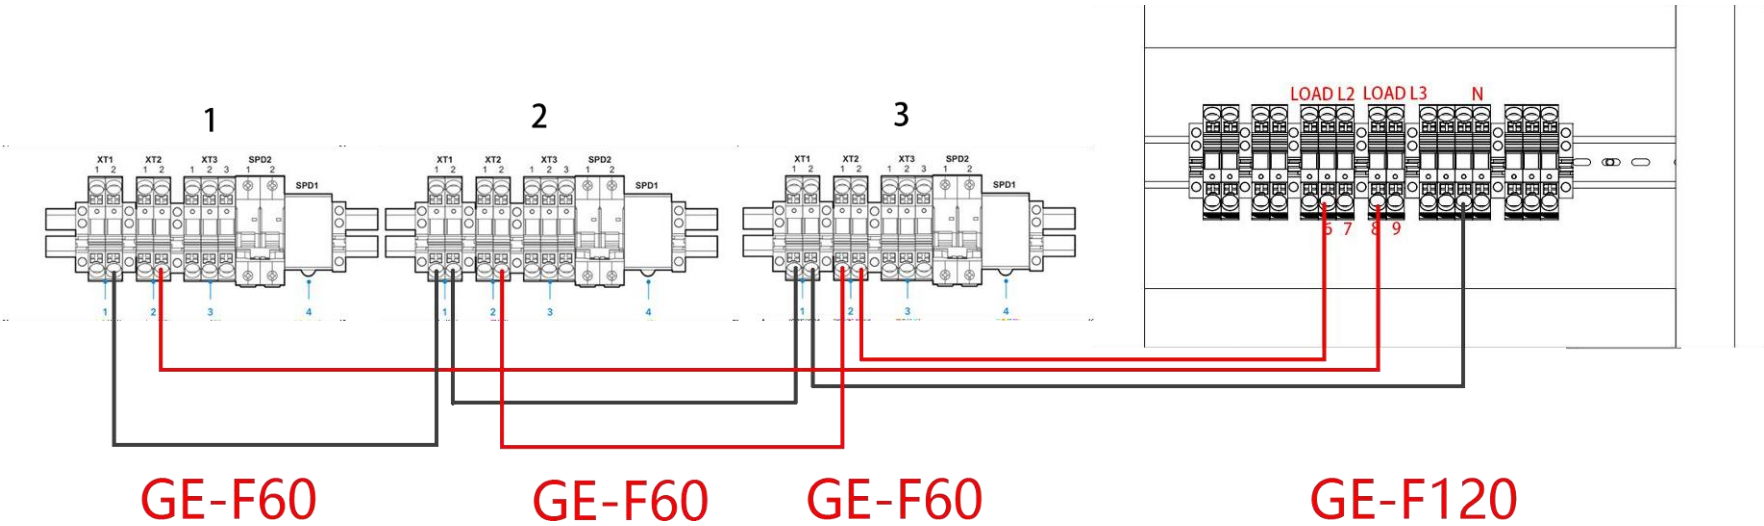 1
2
3
LOAD L2 LOAD L3 N
XT1 XT2 XT3 SPD2
1 2 1 2 1 2 3 1 2
SPD1
XT1 XT2 XT3 SPD2
1 2 1 2 1 2 3 1 2
SPD1
XT1 XT2 XT3 SPD2
1 2 1 2 1 2 3 1 2
SPD1
6 7 8 9
1 2 3 4
1 2 3 4
1 2 3 4
GE-F60
GE-F60
GE-F60
GE-F120